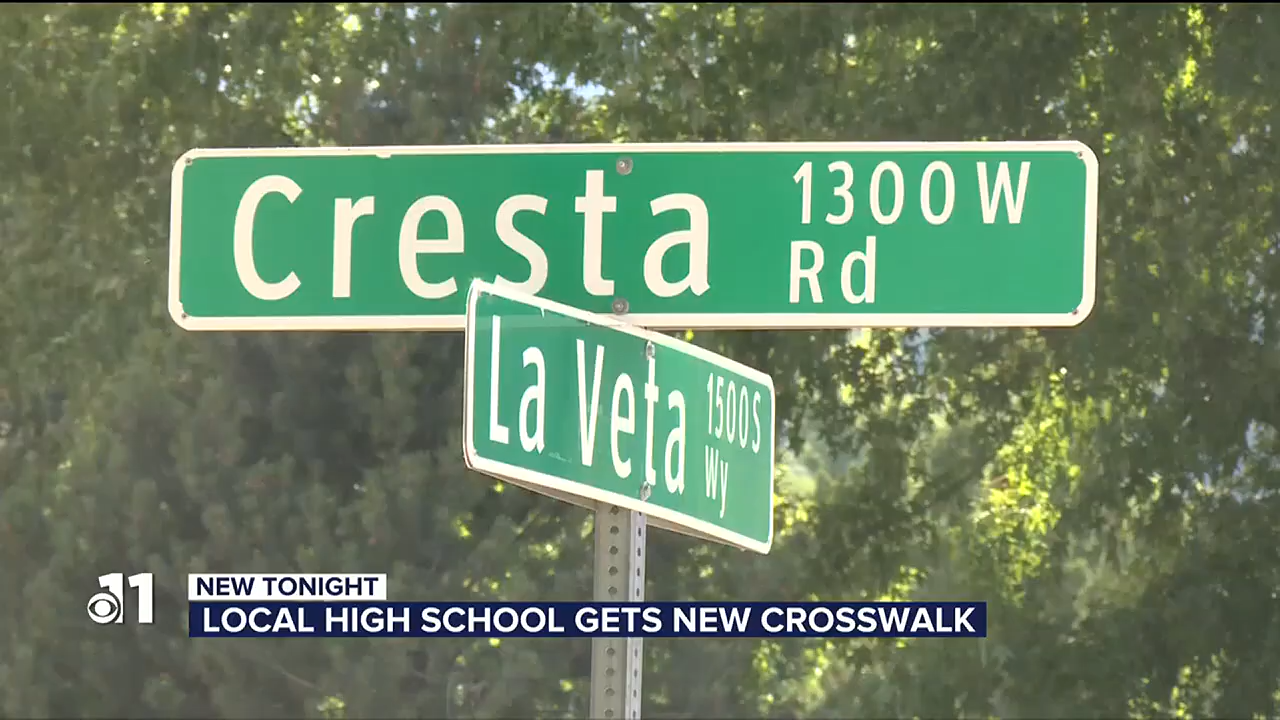 Cresta 1300 W
Rd
La Veta 1500 S
Wy
11
NEW TONIGHT
LOCAL HIGH SCHOOL GETS NEW CROSSWALK